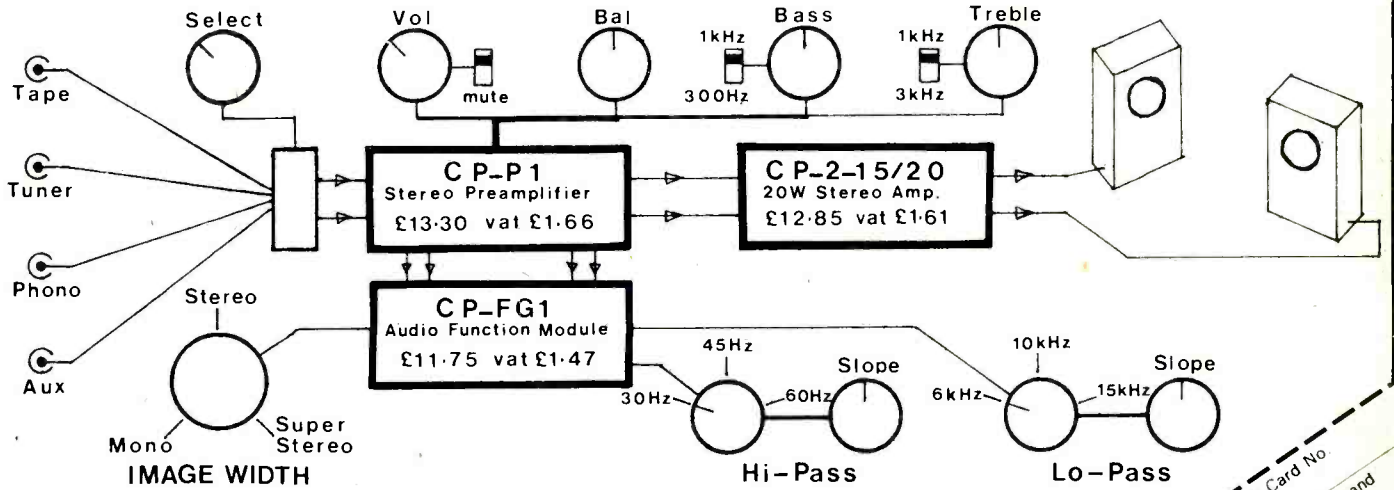 Select
Vol
Bal
Bass
Treble
Tape
mute
1kHz
300Hz
1kHz
3kHz
Tuner
CP-P1
Stereo Preamplifier
£13·30 vat £1·66
CP-2-15/20
20W Stereo Amp.
£12·85 vat £1·61
Phono
Stereo
CP-FG1
Audio Function Module
£11·75 vat £1·47
Aux
Mono
Super
Stereo
IMAGE WIDTH
30Hz
45Hz
60Hz
Slope
Hi-Pass
6kHz
10kHz
15kHz
Slope
Lo-Pass
Card No.
and